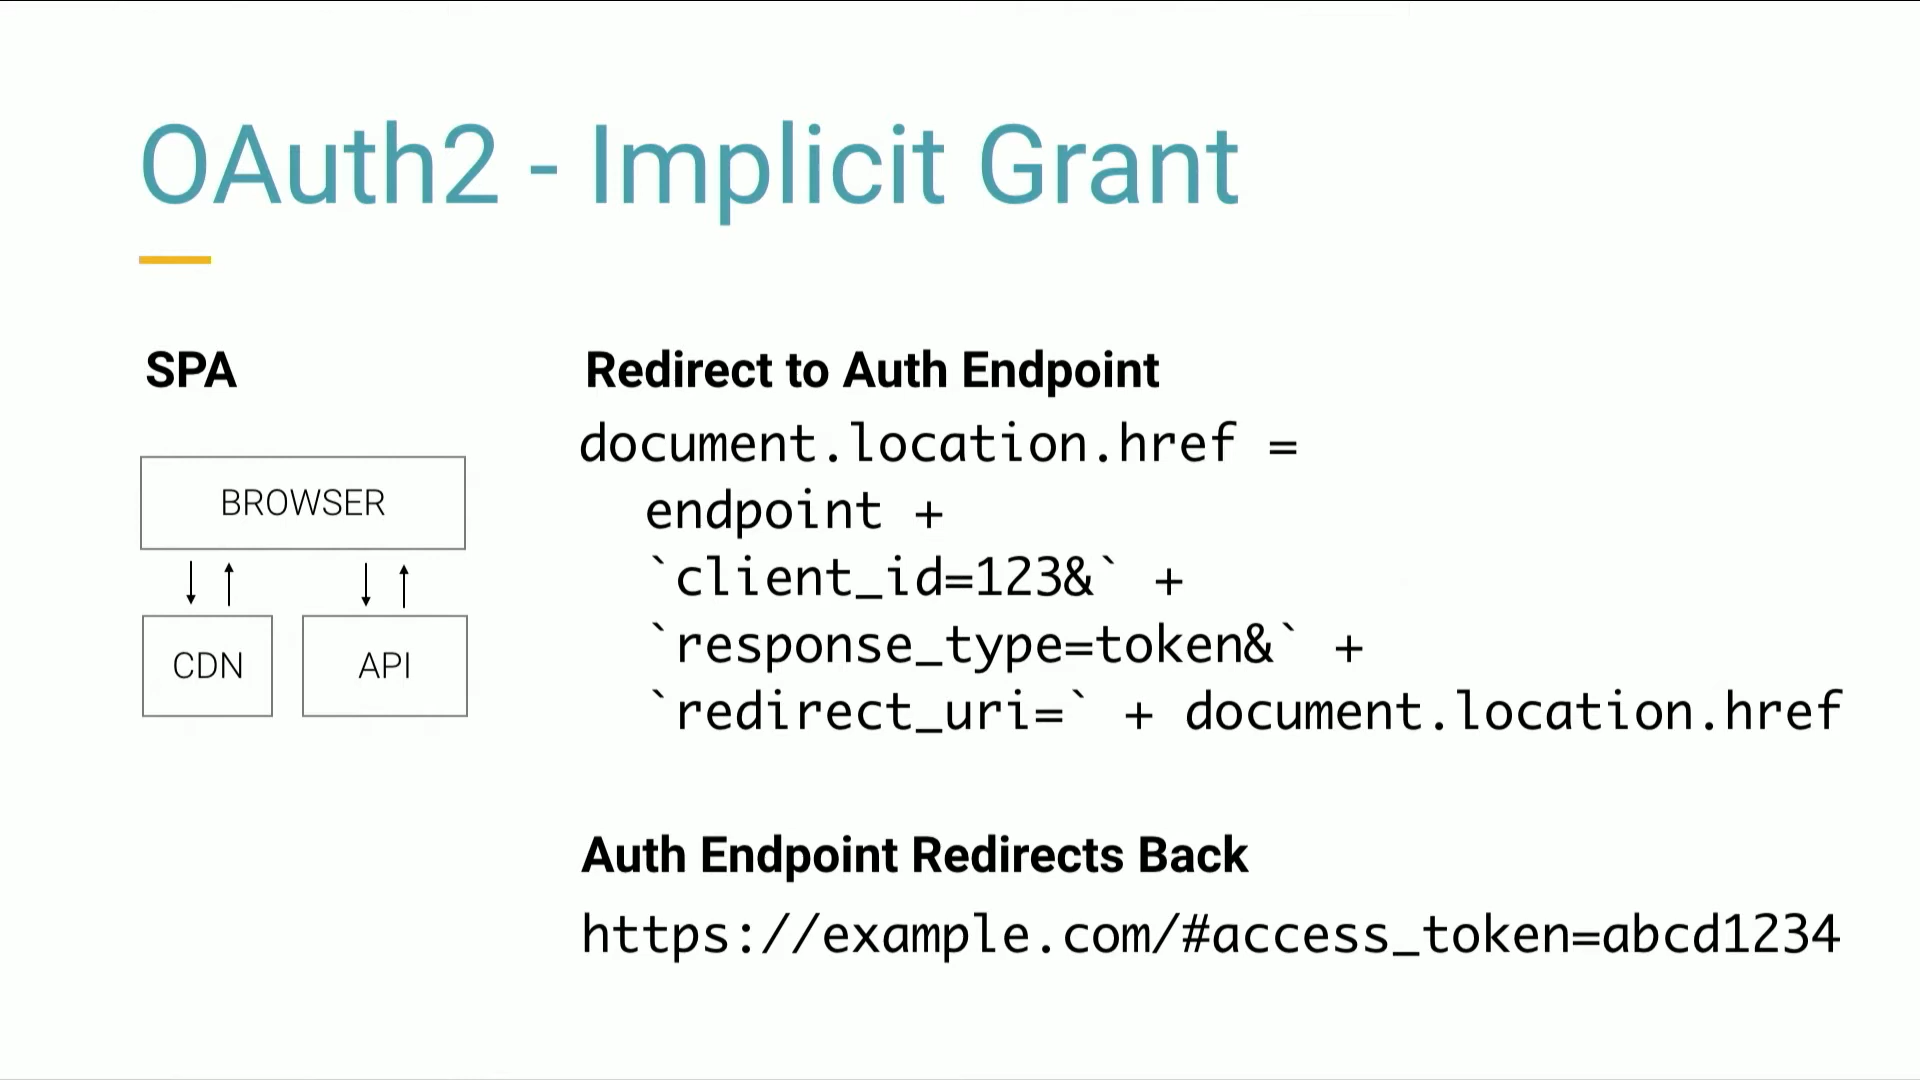 OAuth2 - Implicit Grant
SPA
BROWSER
CDN
API
Redirect to Auth Endpoint
document.location.href =
endpoint +
`client_id=123&` +
`response_type=token&` +
`redirect_uri=` + document.location.href
Auth Endpoint Redirects Back
https://example.com/#access_token=abcd1234